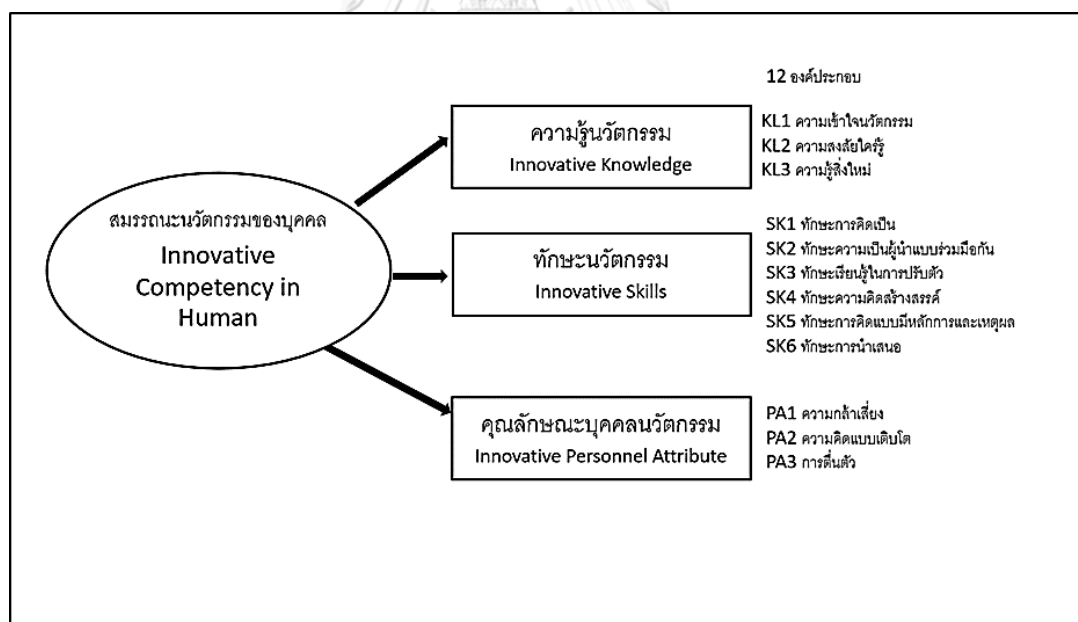 12 องค์ประกอบ
สมรรถนะนวัตกรรมของบุคคล
Innovative
Competency in
Human
ความรู้นวัตกรรม
Innovative Knowledge
KL1 ความเข้าใจนวัตกรรม
KL2 ความสงสัยใคร่รู้
KL3 ความรู้สิ่งใหม่
ทักษะนวัตกรรม
Innovative Skills
SK1 ทักษะการคิดเป็น
SK2 ทักษะความเป็นผู้นำแบบร่วมมือกัน
SK3 ทักษะเรียนรู้ในการปรับตัว
SK4 ทักษะความคิดสร้างสรรค์
SK5 ทักษะการคิดแบบมีหลักการและเหตุผล
SK6 ทักษะการนำเสนอ
คุณลักษณะบุคคลนวัตกรรม
Innovative Personnel Attribute
PA1 ความกล้าเสี่ยง
PA2 ความคิดแบบเติบโต
PA3 การตื่นตัว